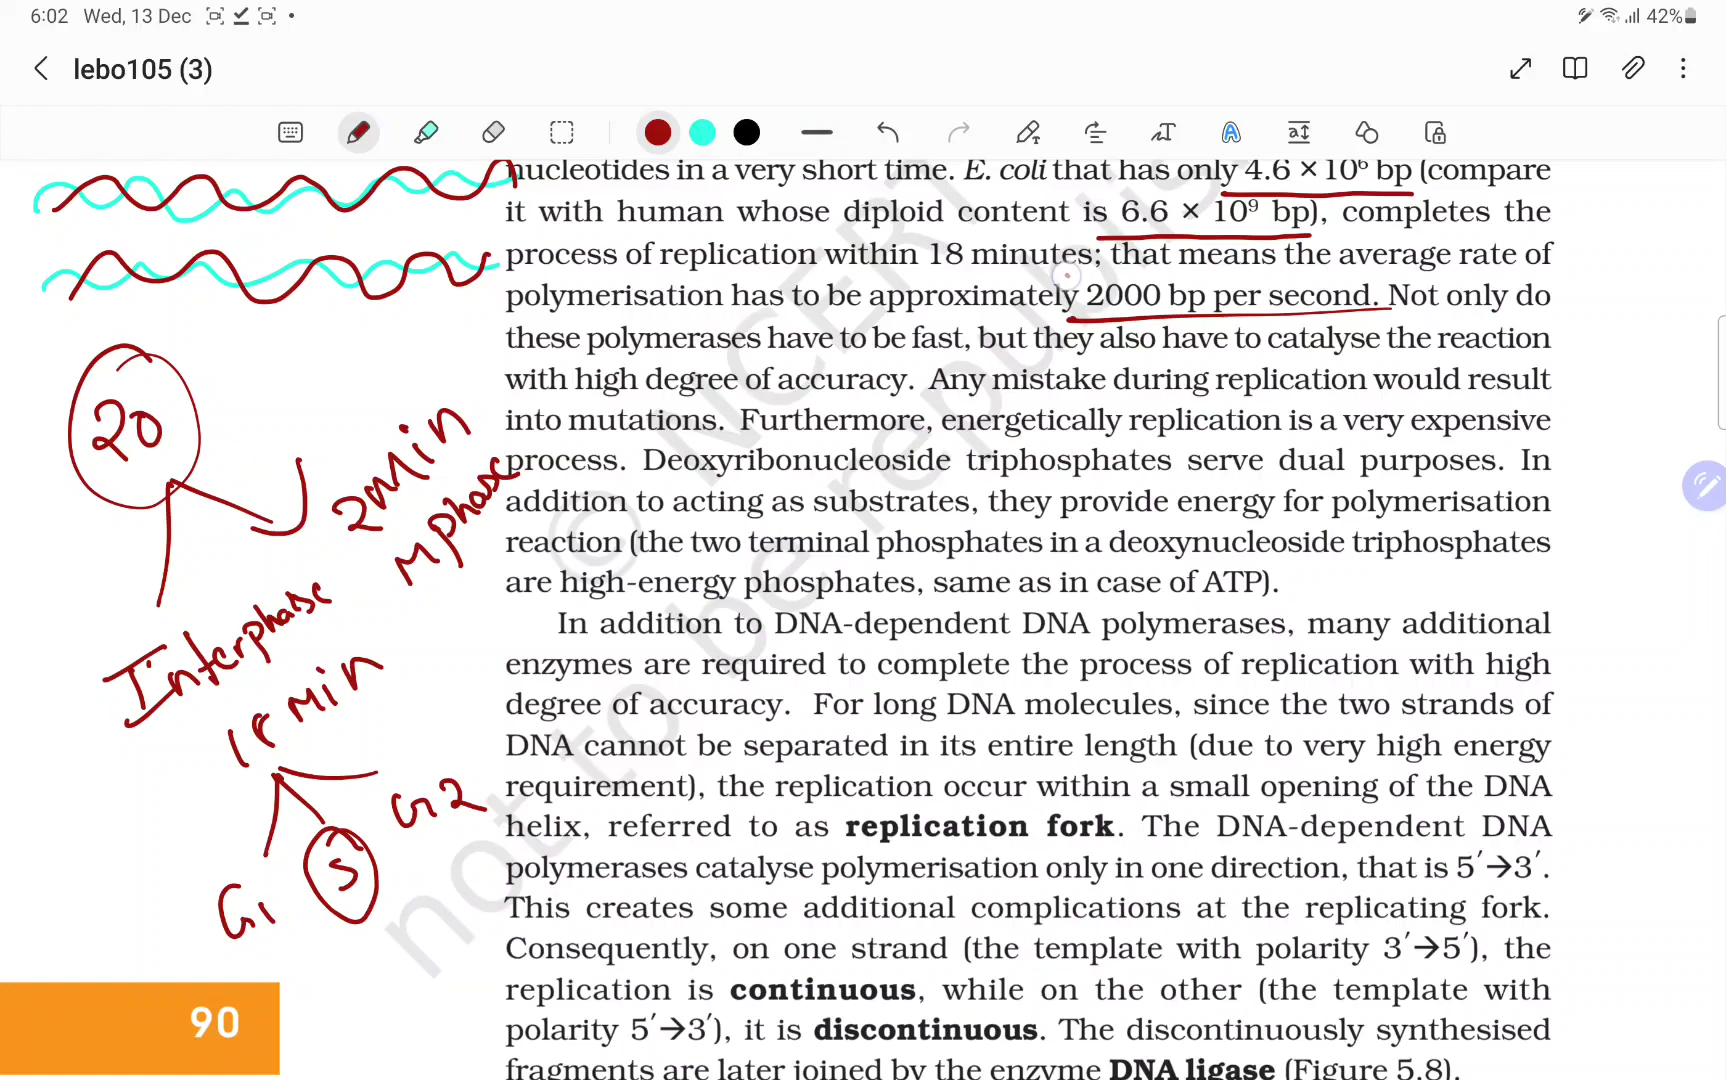 6:02 Wed, 13 Dec
42%
lebo105 (3)
nucleotides in a very short time. E. coli that has only 4.6 × 10⁶ bp (compare
it with human whose diploid content is 6.6 × 10⁹ bp), completes the
process of replication within 18 minutes; that means the average rate of
polymerisation has to be approximately 2000 bp per second. Not only do
these polymerases have to be fast, but they also have to catalyse the reaction
with high degree of accuracy. Any mistake during replication would result
into mutations. Furthermore, energetically replication is a very expensive
process. Deoxyribonucleoside triphosphates serve dual purposes. In
addition to acting as substrates, they provide energy for polymerisation
reaction (the two terminal phosphates in a deoxynucleoside triphosphates
are high-energy phosphates, same as in case of ATP).
In addition to DNA-dependent DNA polymerases, many additional
enzymes are required to complete the process of replication with high
degree of accuracy. For long DNA molecules, since the two strands of
DNA cannot be separated in its entire length (due to very high energy
requirement), the replication occur within a small opening of the DNA
helix, referred to as replication fork. The DNA-dependent DNA
polymerases catalyse polymerisation only in one direction, that is 5′→3′.
This creates some additional complications at the replicating fork.
Consequently, on one strand (the template with polarity 3′→5′), the
replication is continuous, while on the other (the template with
polarity 5′→3′), it is discontinuous. The discontinuously synthesised
fragments are later joined by the enzyme DNA ligase (Figure 5.8).
20
2 min
M phase
Interphase
18 min
G1
S
G2
90
© NCERT
not to be republis